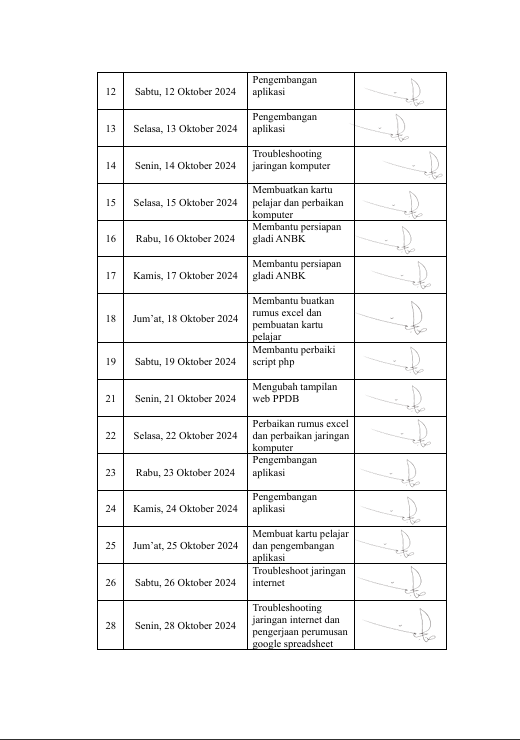 12 Sabtu, 12 Oktober 2024 Pengembangan
aplikasi
13 Selasa, 13 Oktober 2024 Pengembangan
aplikasi
14 Senin, 14 Oktober 2024 Troubleshooting
jaringan komputer
15 Selasa, 15 Oktober 2024 Membuatkan kartu
pelajar dan perbaikan
komputer
16 Rabu, 16 Oktober 2024 Membantu persiapan
gladi ANBK
17 Kamis, 17 Oktober 2024 Membantu persiapan
gladi ANBK
18 Jum’at, 18 Oktober 2024 Membantu buatkan
rumus excel dan
pembuatan kartu
pelajar
19 Sabtu, 19 Oktober 2024 Membantu perbaiki
script php
21 Senin, 21 Oktober 2024 Mengubah tampilan
web PPDB
22 Selasa, 22 Oktober 2024 Perbaikan rumus excel
dan perbaikan jaringan
komputer
23 Rabu, 23 Oktober 2024 Pengembangan
aplikasi
24 Kamis, 24 Oktober 2024 Pengembangan
aplikasi
25 Jum’at, 25 Oktober 2024 Membuat kartu pelajar
dan pengembangan
aplikasi
26 Sabtu, 26 Oktober 2024 Troubleshoot jaringan
internet
28 Senin, 28 Oktober 2024 Troubleshooting
jaringan internet dan
pengerjaan perumusan
google spreadsheet